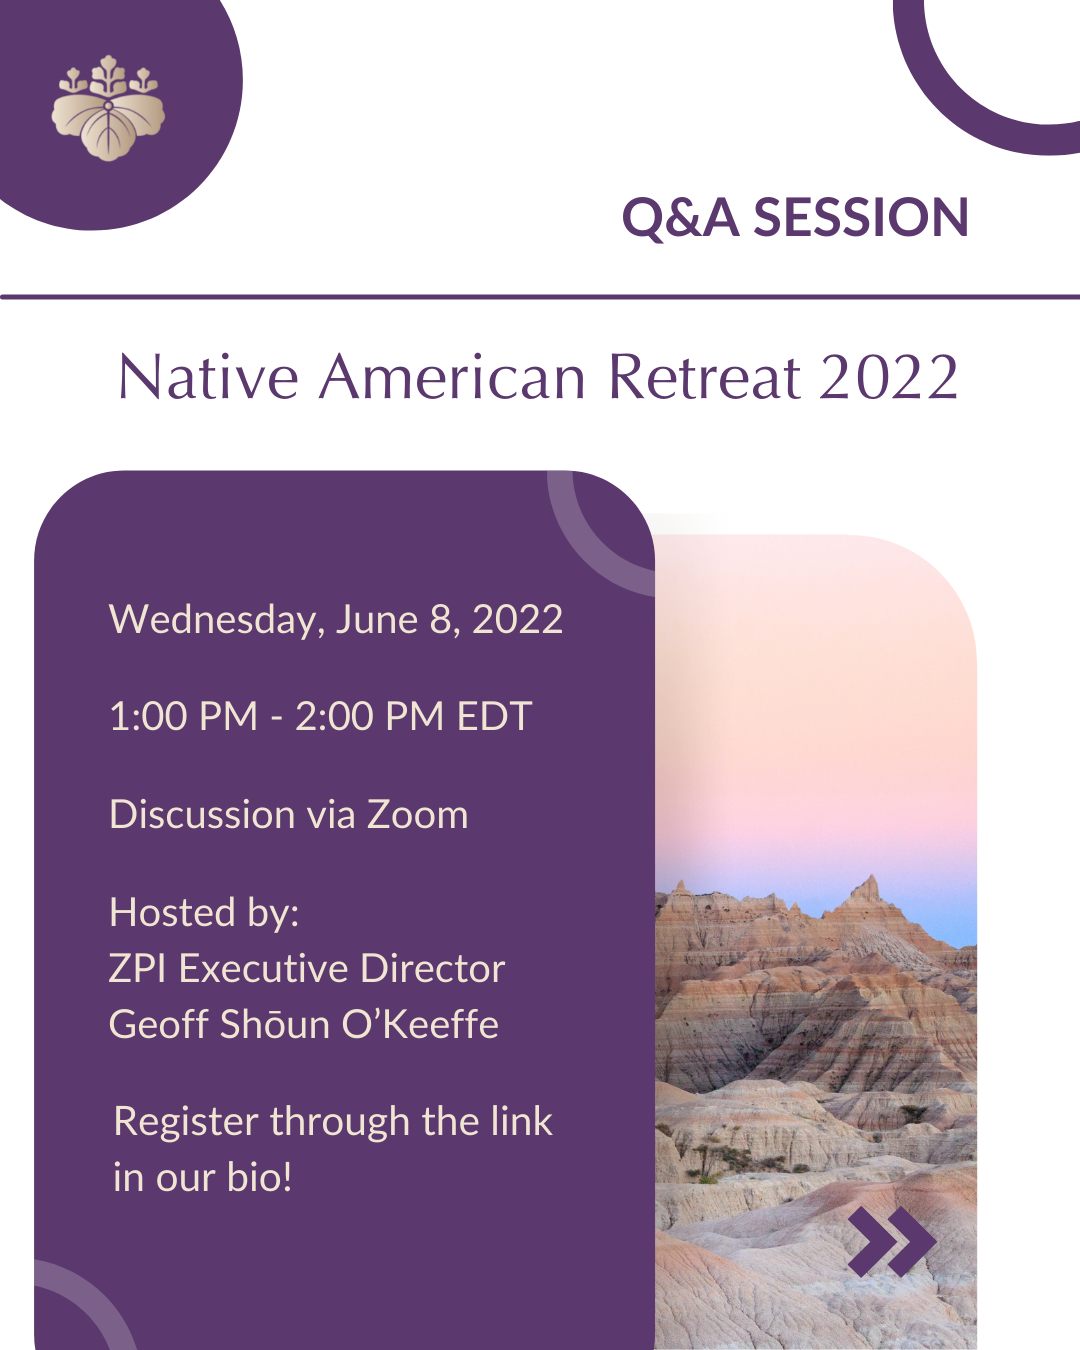 Q&A SESSION
Native American Retreat 2022
Wednesday, June 8, 2022
1:00 PM - 2:00 PM EDT
Discussion via Zoom
Hosted by:
ZPI Executive Director
Geoff Shōun O’Keeffe
Register through the link
in our bio!